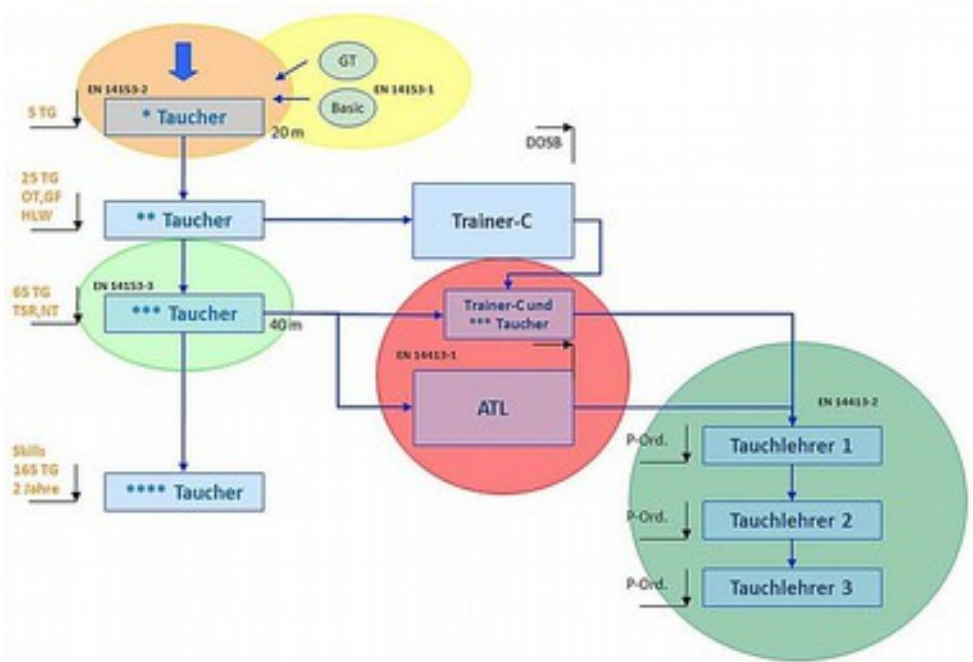 GT
EN 14153-2
EN 14153-1
Basic
5 TG
* Taucher
20 m
DOSB
25 TG
OT,GF
HLW
** Taucher
Trainer-C
EN 14153-3
65 TG
TSR,NT
*** Taucher
40 m
Trainer-C und
*** Taucher
EN 14413-1
ATL
EN 14413-2
P-Ord.
Tauchlehrer 1
Skills
165 TG
2 Jahre
**** Taucher
P-Ord.
Tauchlehrer 2
P-Ord.
Tauchlehrer 3